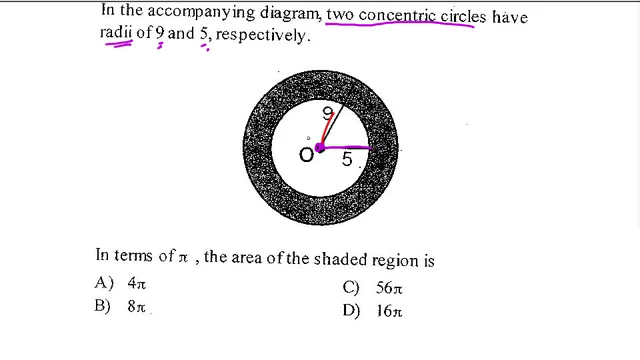 In the accompanying diagram, two concentric circles have
radii of 9 and 5, respectively.
9
O
5
In terms of π , the area of the shaded region is
A) 4π
C) 56π
B) 8π
D) 16π